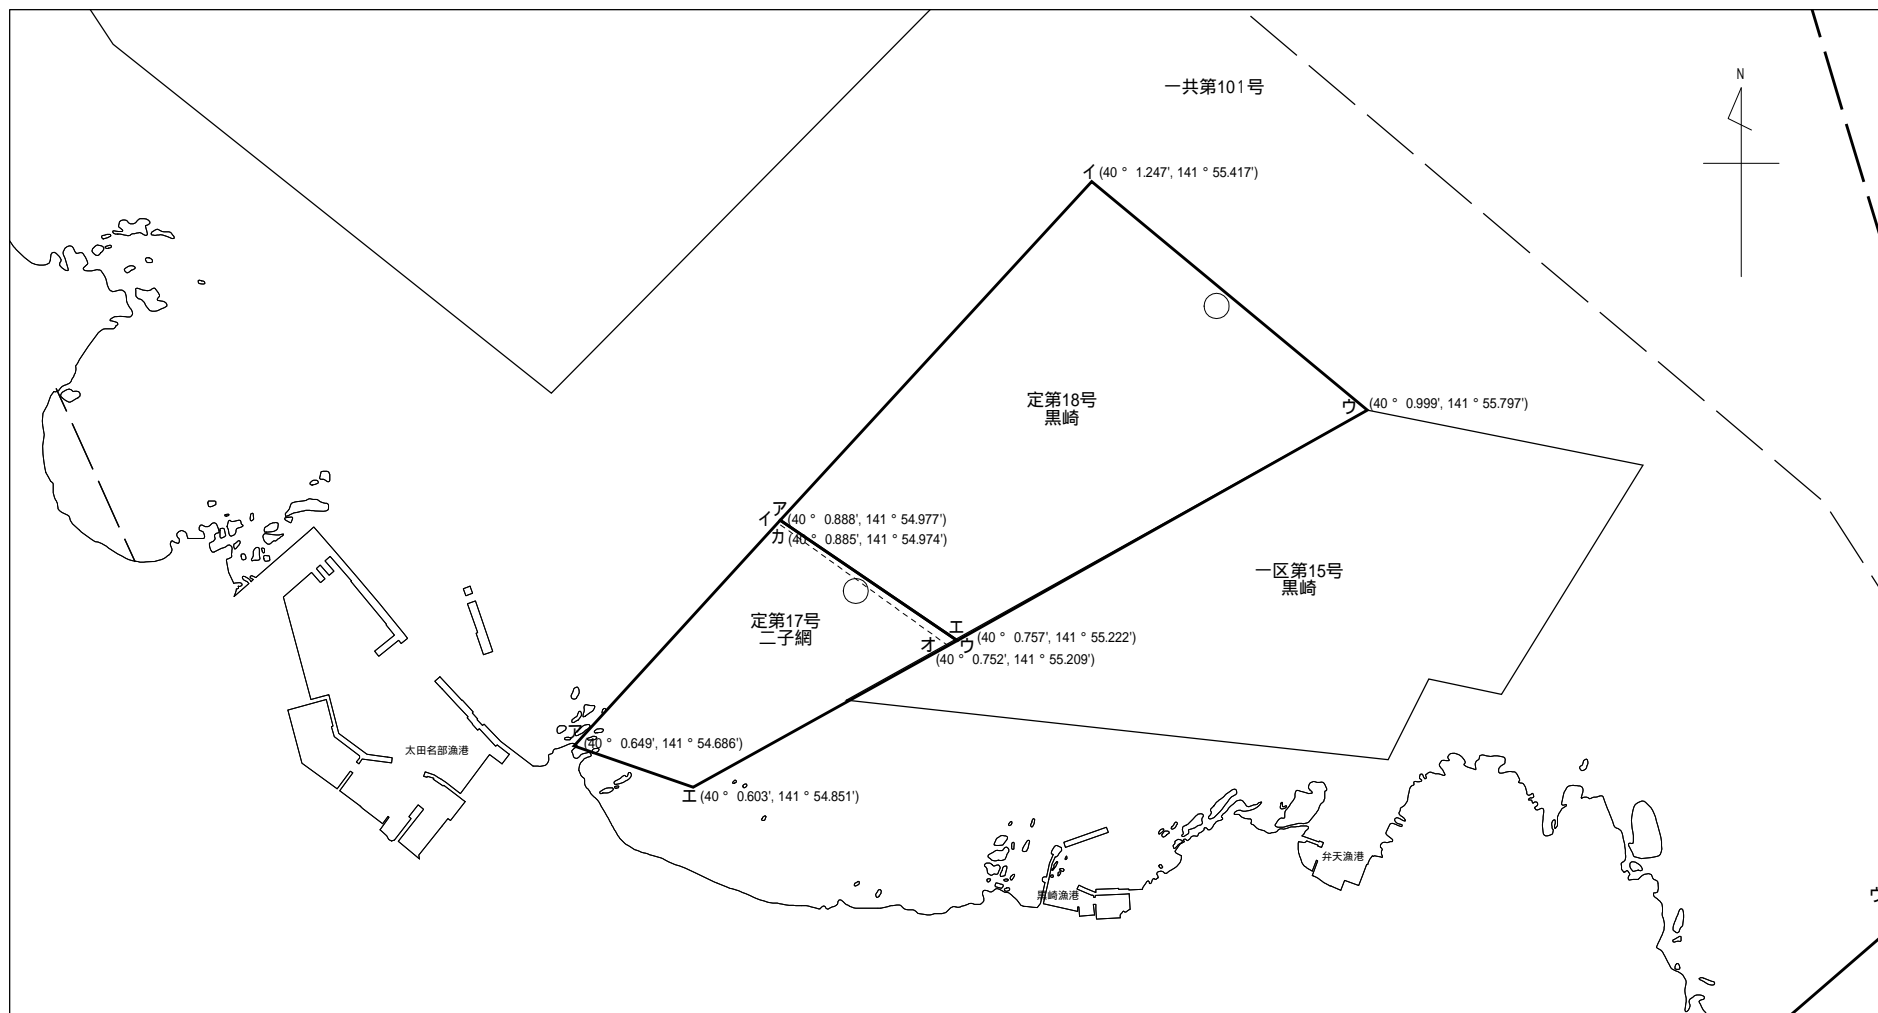 一共第101号
N
イ(40 ° 1.247', 141 ° 55.417')
定第18号
黒崎
ウ(40 ° 0.999', 141 ° 55.797')
ア
イ(40 ° 0.888', 141 ° 54.977')
カ(40 ° 0.885', 141 ° 54.974')
一区第15号
黒崎
定第17号
二子網
エ
(40 ° 0.757', 141 ° 55.222')
オ ウ
(40 ° 0.752', 141 ° 55.209')
ア
(40 ° 0.649', 141 ° 54.686')
太田名部漁港
エ(40 ° 0.603', 141 ° 54.851')
弁天漁港
黒崎漁港
ウ